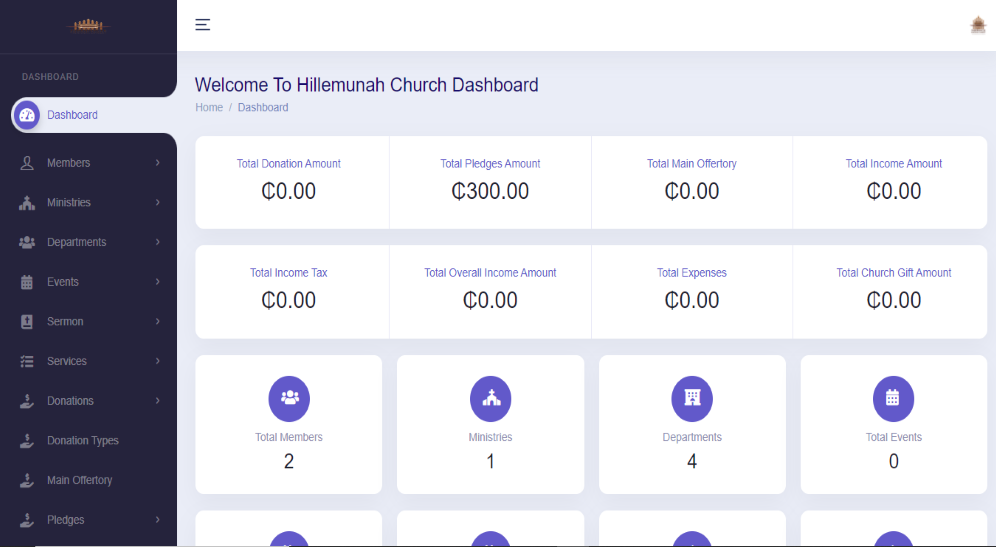 DASHBOARD
Dashboard
Members
Ministries
Departments
Events
Sermon
Services
Donations
Donation Types
Main Offertory
Pledges
Welcome To Hillemunah Church Dashboard
Home / Dashboard
Total Donation Amount
₵0.00
Total Pledges Amount
₵300.00
Total Main Offertory
₵0.00
Total Income Amount
₵0.00
Total Income Tax
₵0.00
Total Overall Income Amount
₵0.00
Total Expenses
₵0.00
Total Church Gift Amount
₵0.00
Total Members
2
Ministries
1
Departments
4
Total Events
0